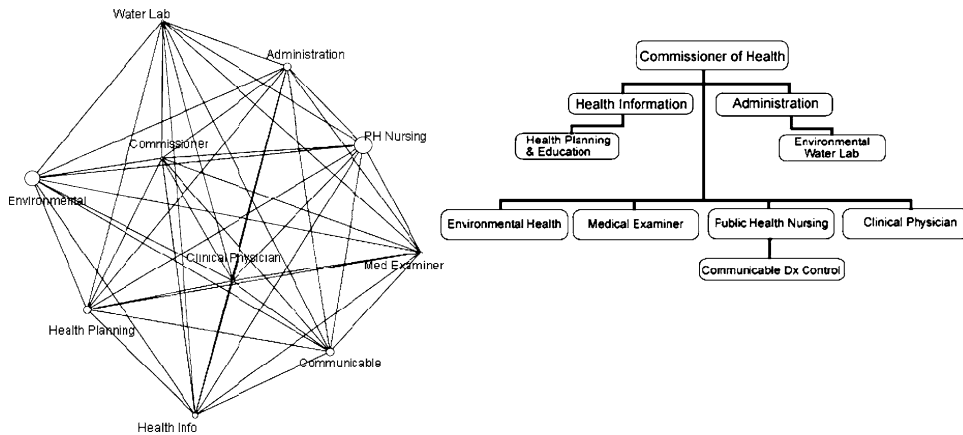 Water Lab
Administration
PH Nursing
Commissioner
Environmental
Clinical Physician
Med Examiner
Health Planning
Communicable
Health Info
Commissioner of Health
Health Information
Administration
Health Planning
& Education
Environmental
Water Lab
Environmental Health
Medical Examiner
Public Health Nursing
Clinical Physician
Communicable Dx Control